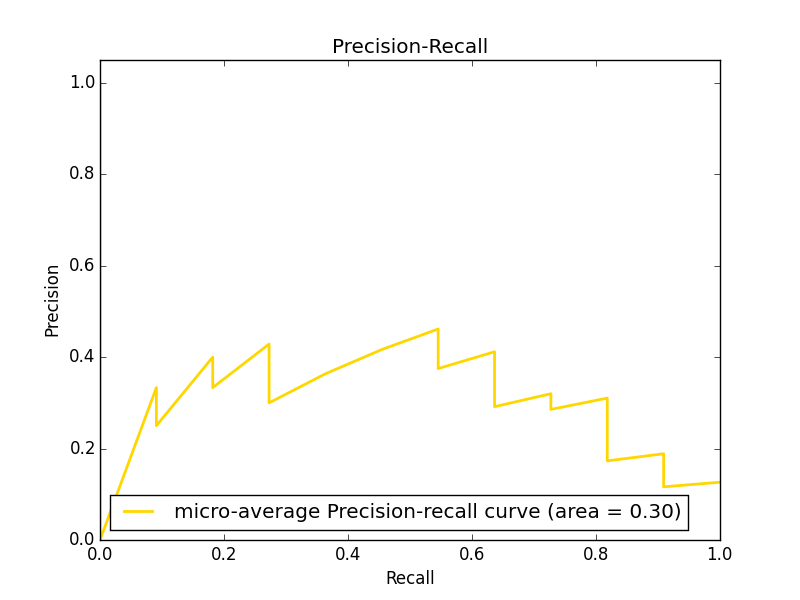 Precision-Recall
1.0
0.8
0.6
0.4
0.2
0.0
Precision
micro-average Precision-recall curve (area = 0.30)
0.0 0.2 0.4 0.6 0.8 1.0
Recall